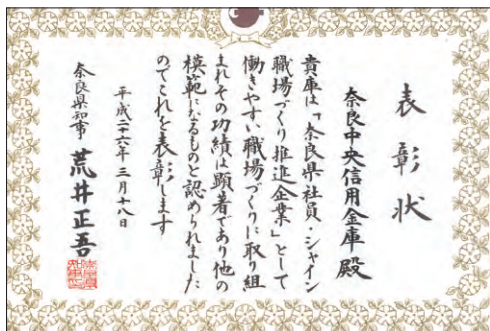 表彰状
奈良中央信用金庫 殿
貴庫は「奈良県社員・シャイン
職場づくり推進企業」として
働きやすい職場づくりに取り組
まれその功績は顕著であり他の
模範になるものと認められました
のでこれを表彰します
平成二十六年三月十八日
奈良県知事 荒井正吾